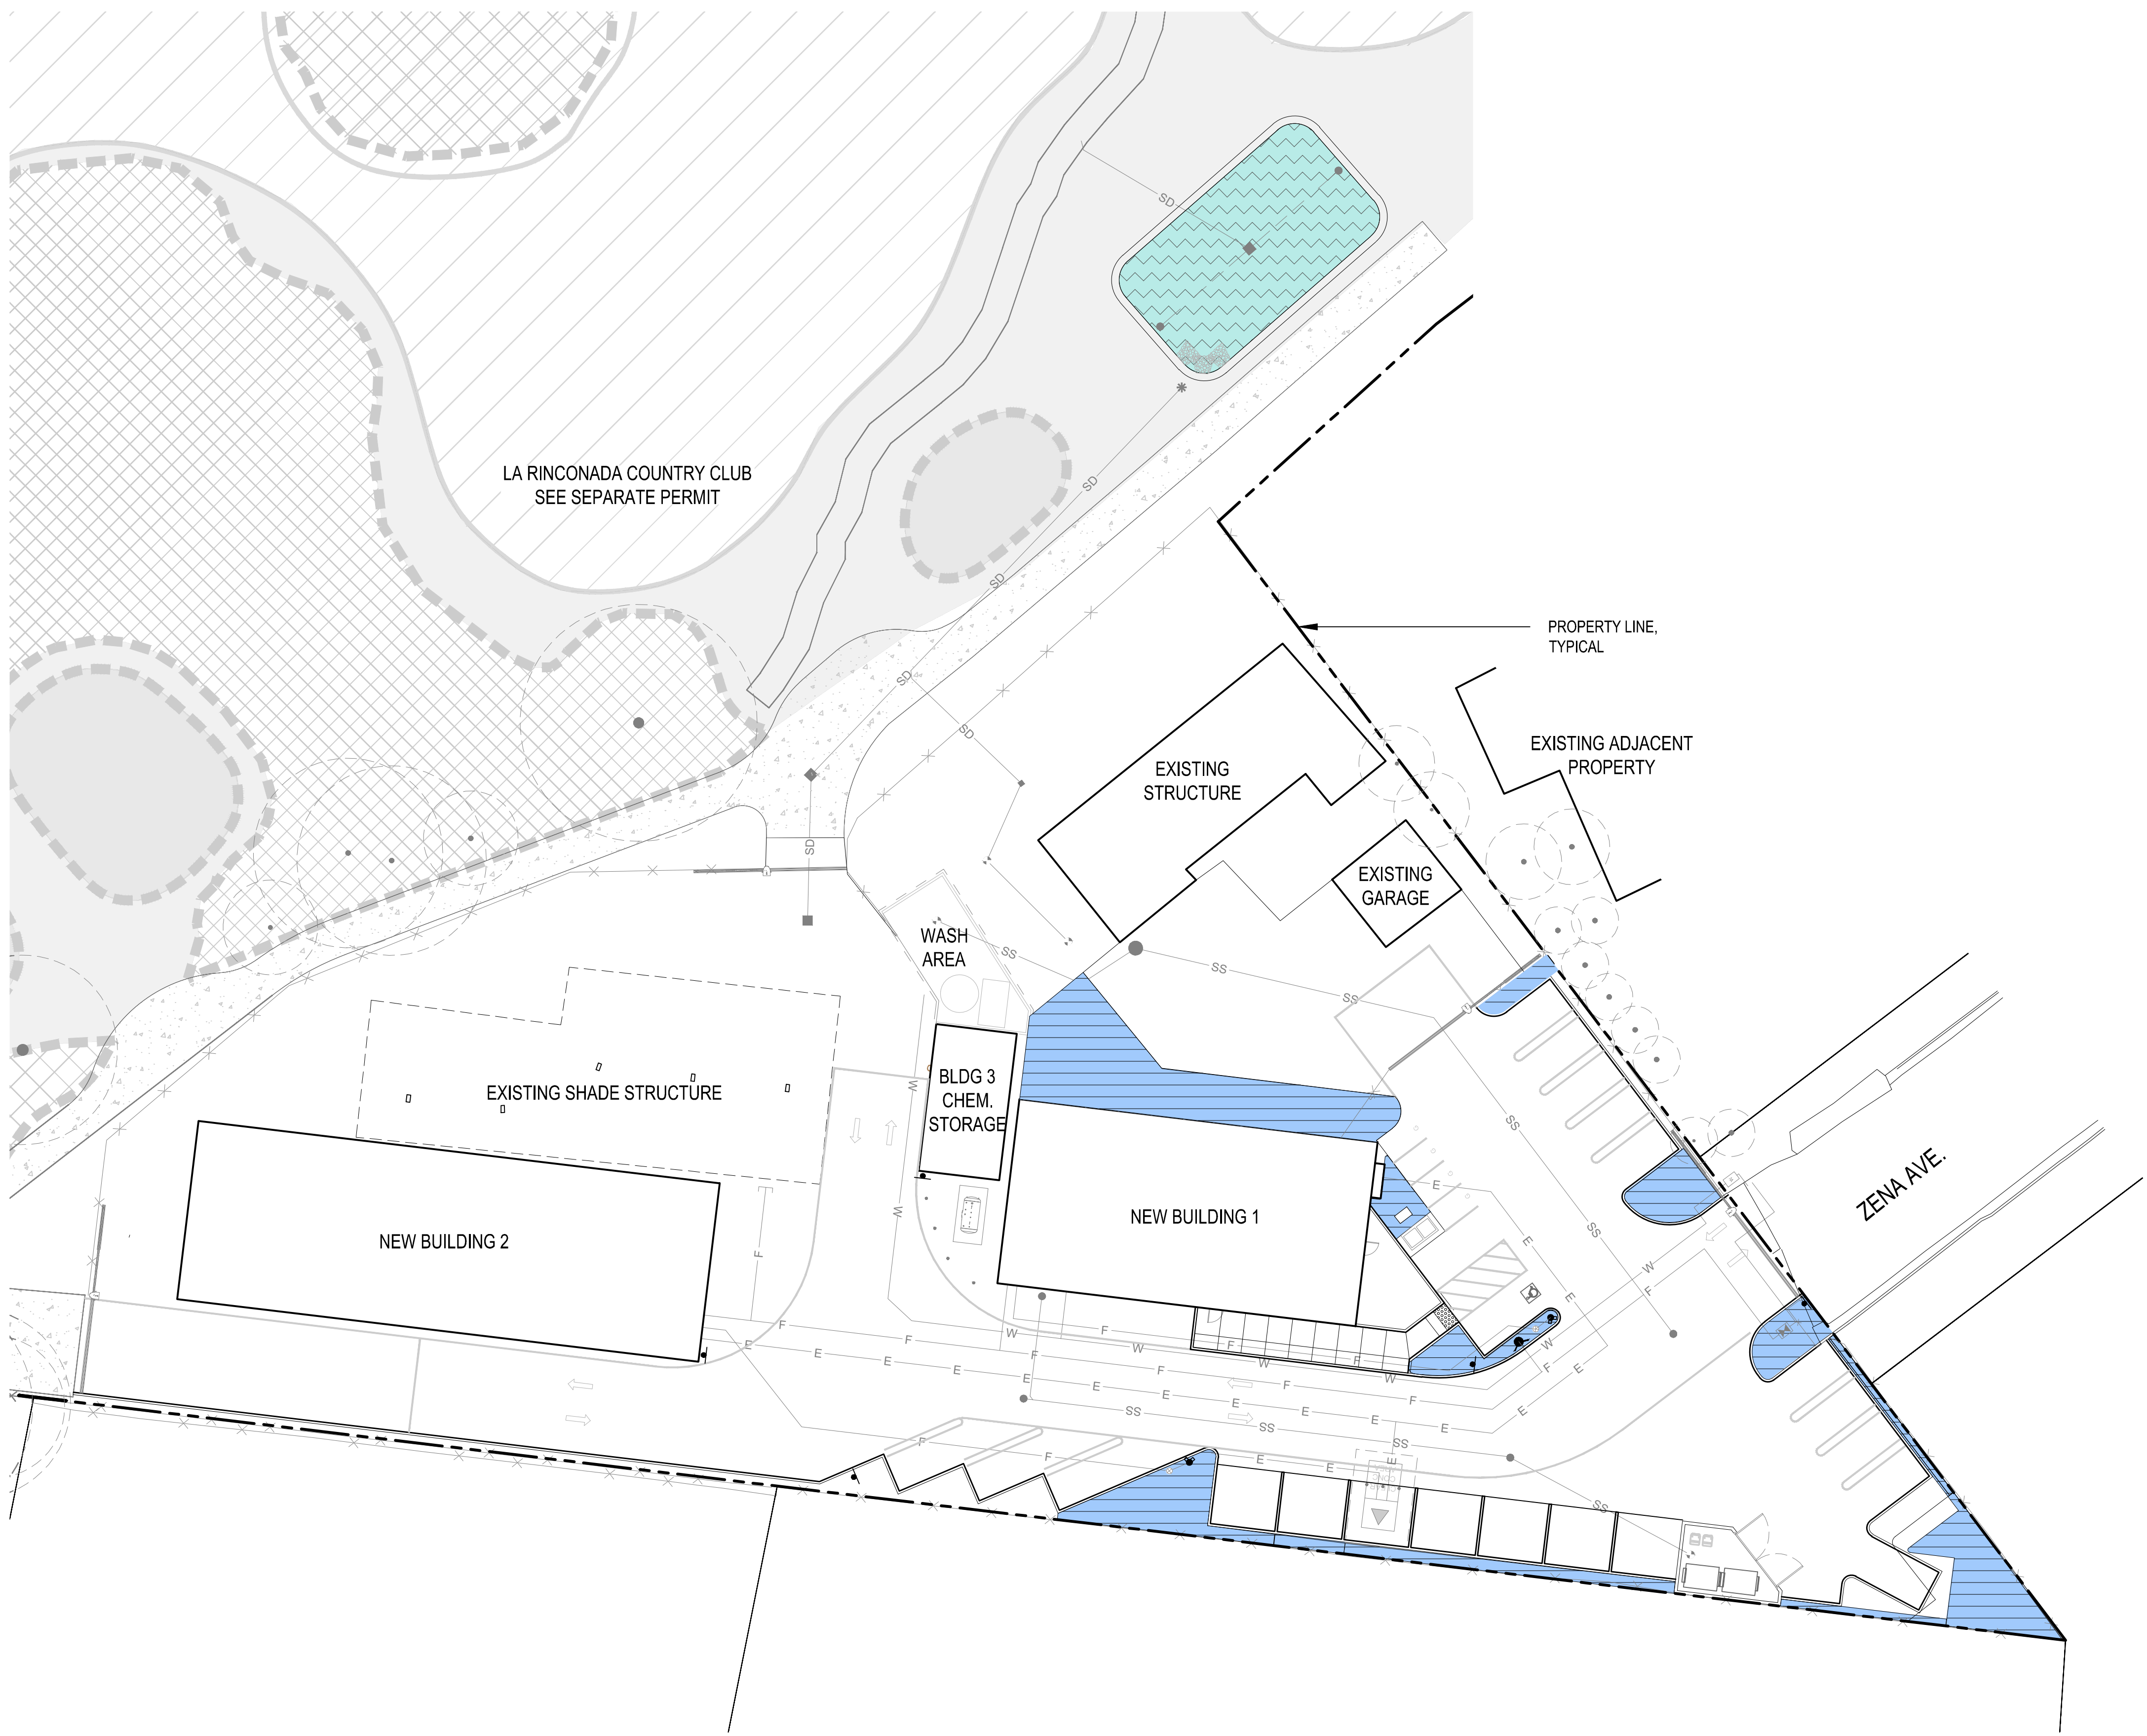 SD
LA RINCONADA COUNTRY CLUB
SEE SEPARATE PERMIT
SD
SD
PROPERTY LINE,
TYPICAL
SD
SD
EXISTING ADJACENT
PROPERTY
EXISTING
STRUCTURE
SD
EXISTING
GARAGE
WASH
AREA
SS
SS
SS
BLDG 3
CHEM.
STORAGE
EXISTING SHADE STRUCTURE
W
SS
ZENA AVE.
E
W
NEW BUILDING 1
SS
NEW BUILDING 2
F
E
W
F
E
F
F
W
F
F
F
W
E
E
E
E
F
W
F
W
F
W
W
F
E
E
E
E
E
E
F
E
E
E
SS
SS
SS
F
F
E
E
E
SS